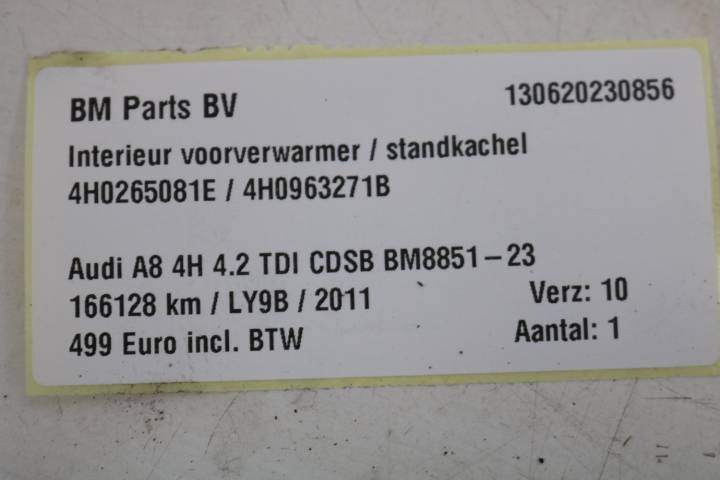 BM Parts BV 130620230856
Interieur voorverwarmer / standkachel
4H0265081E / 4H0963271B
Audi A8 4H 4.2 TDI CDSB BM8851-23
166128 km / LY9B / 2011 Verz: 10
499 Euro incl. BTW Aantal: 1